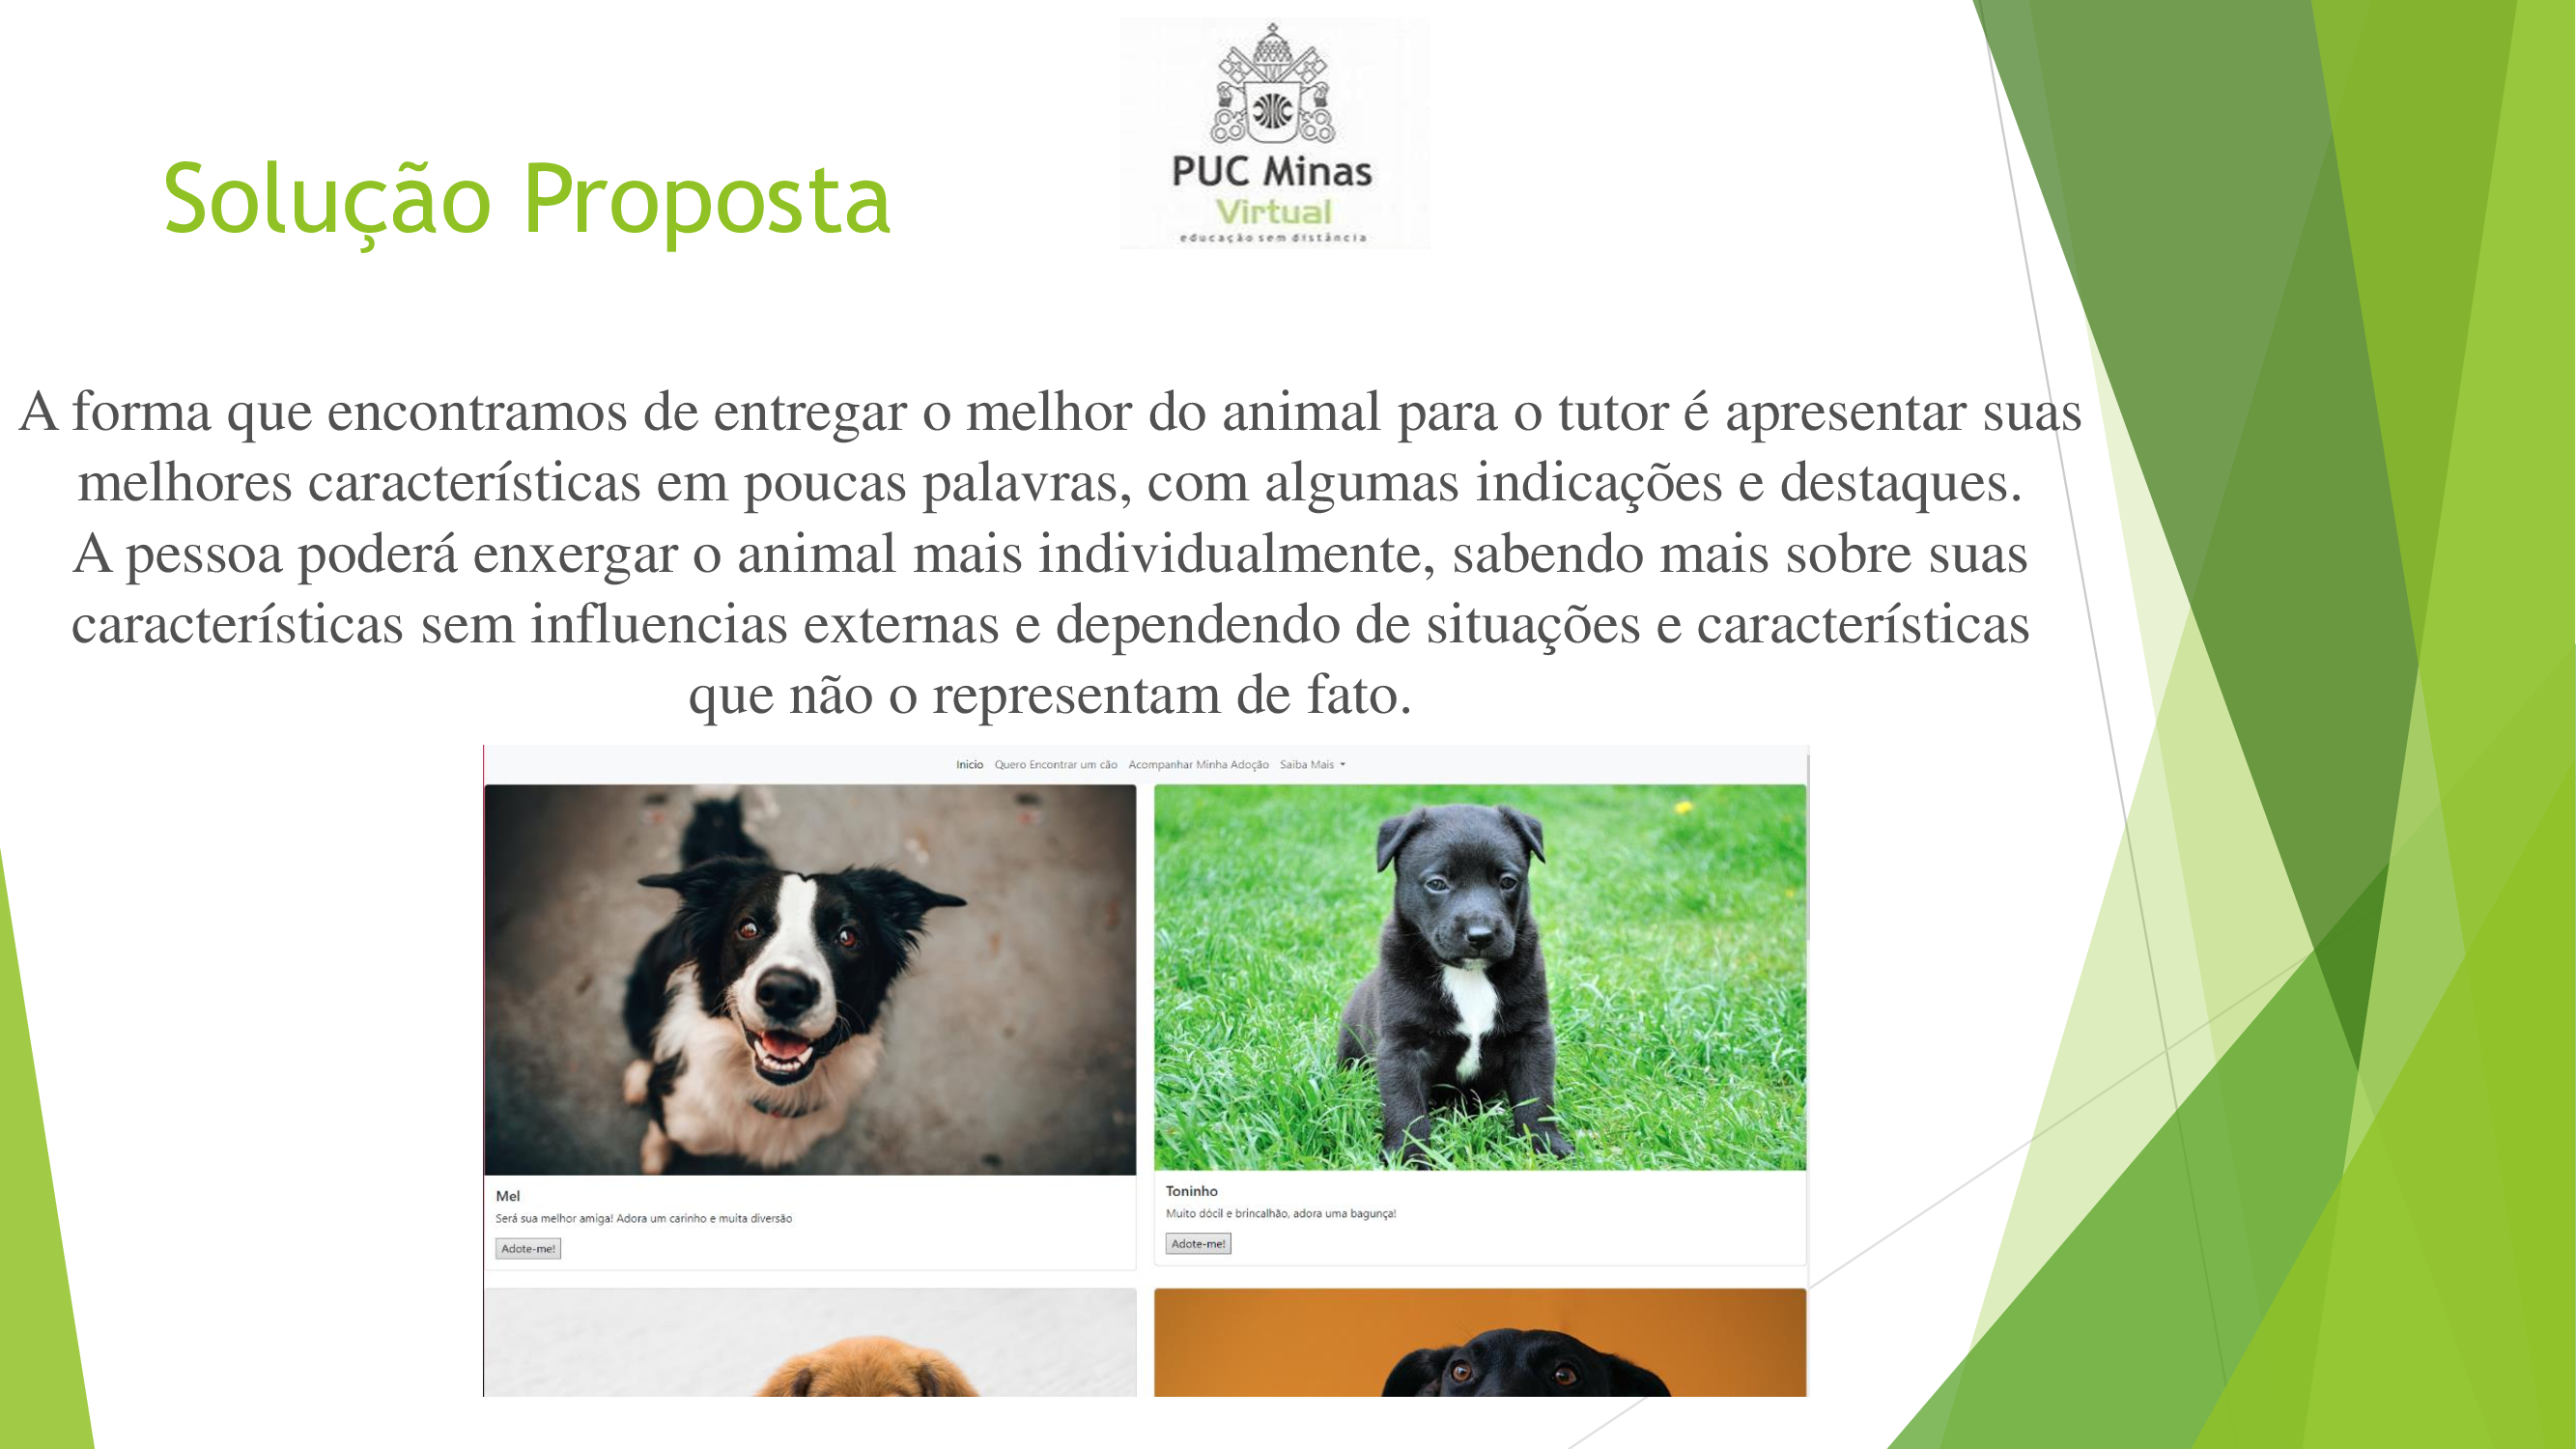 PUC Minas
Virtual
educação sem distância
Solução Proposta
A forma que encontramos de entregar o melhor do animal para o tutor é apresentar suas
melhores características em poucas palavras, com algumas indicações e destaques.
A pessoa poderá enxergar o animal mais individualmente, sabendo mais sobre suas
características sem influencias externas e dependendo de situações e características
que não o representam de fato.
Inicio Quero Encontrar um cão Acompanhar Minha Adoção Saiba Mais
Mel
Será sua melhor amiga! Adora um carinho e muita diversão
Adote-me!
Toninho
Muito dócil e brincalhão, adora uma bagunça!
Adote-me!